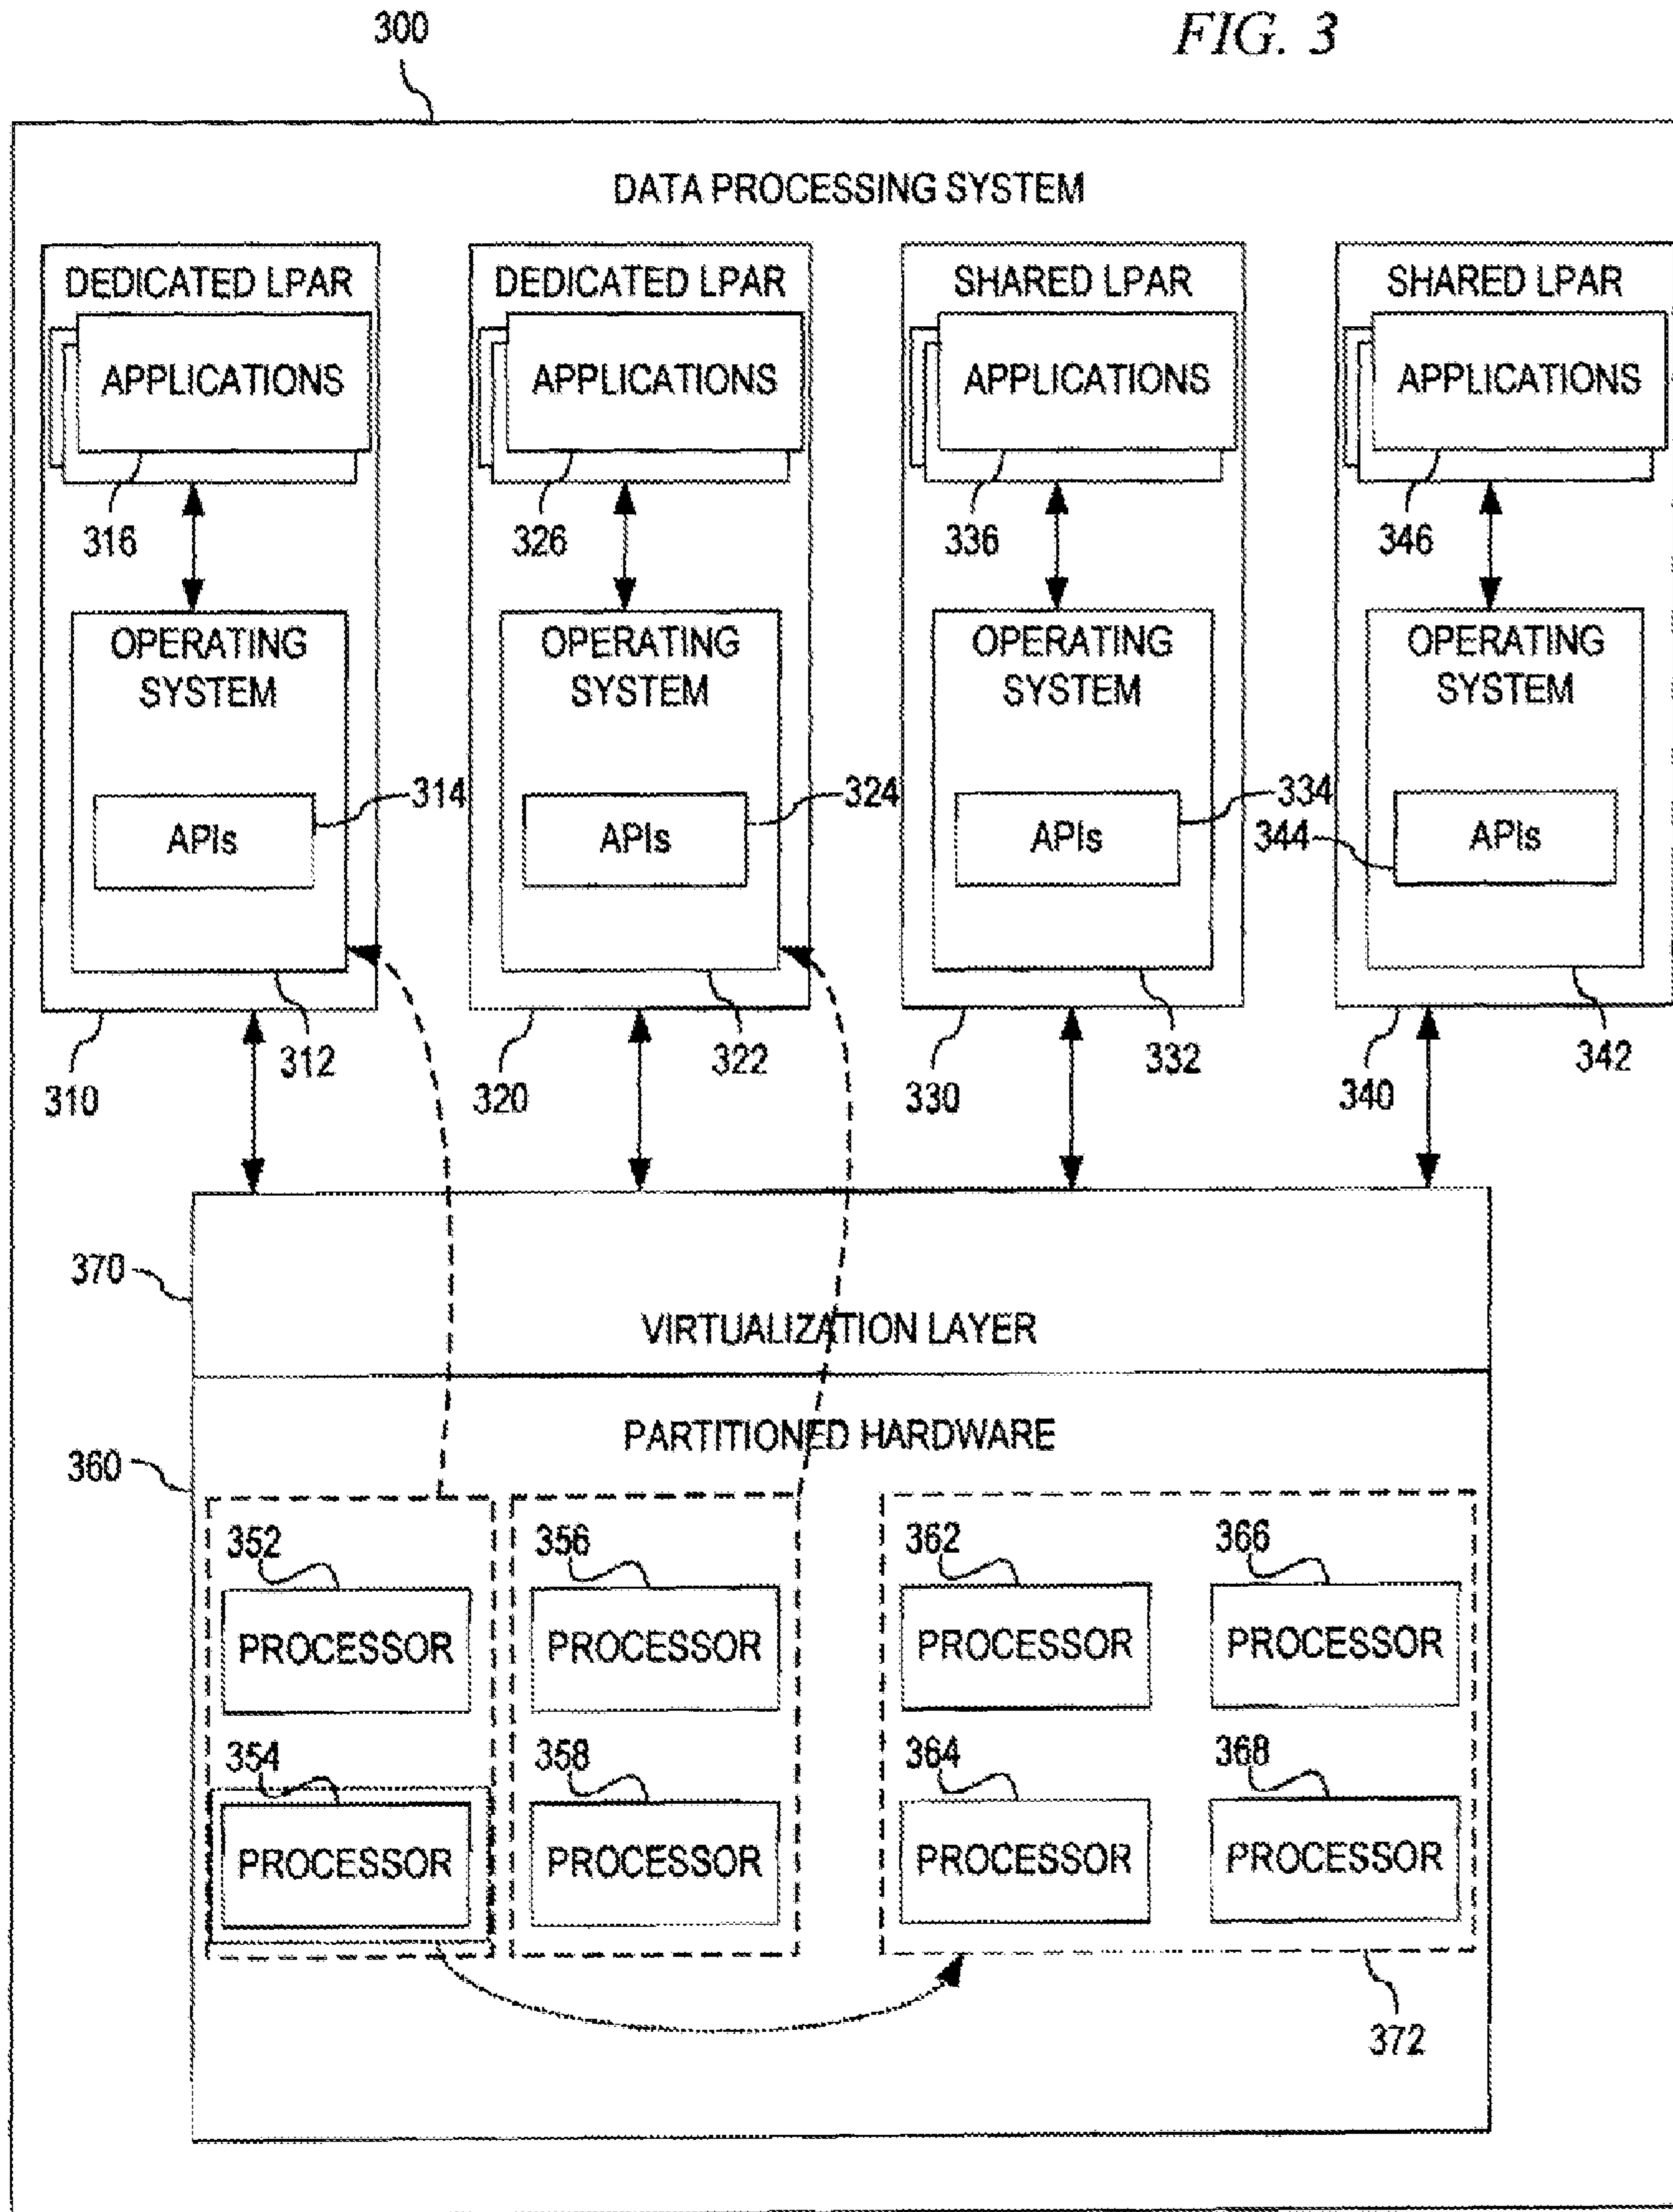 FIG. 3
300
DATA PROCESSING SYSTEM
DEDICATED LPAR
DEDICATED LPAR
SHARED LPAR
SHARED LPAR
APPLICATIONS
APPLICATIONS
APPLICATIONS
APPLICATIONS
316
326
336
346
OPERATING
SYSTEM
OPERATING
SYSTEM
OPERATING
SYSTEM
OPERATING
SYSTEM
314
324
334
344
APIs
APIs
APIs
APIs
312
322
332
342
310
320
330
340
370
VIRTUALIZATION LAYER
PARTITIONED HARDWARE
360
352
356
362
366
PROCESSOR
PROCESSOR
PROCESSOR
PROCESSOR
354
358
364
368
PROCESSOR
PROCESSOR
PROCESSOR
PROCESSOR
372